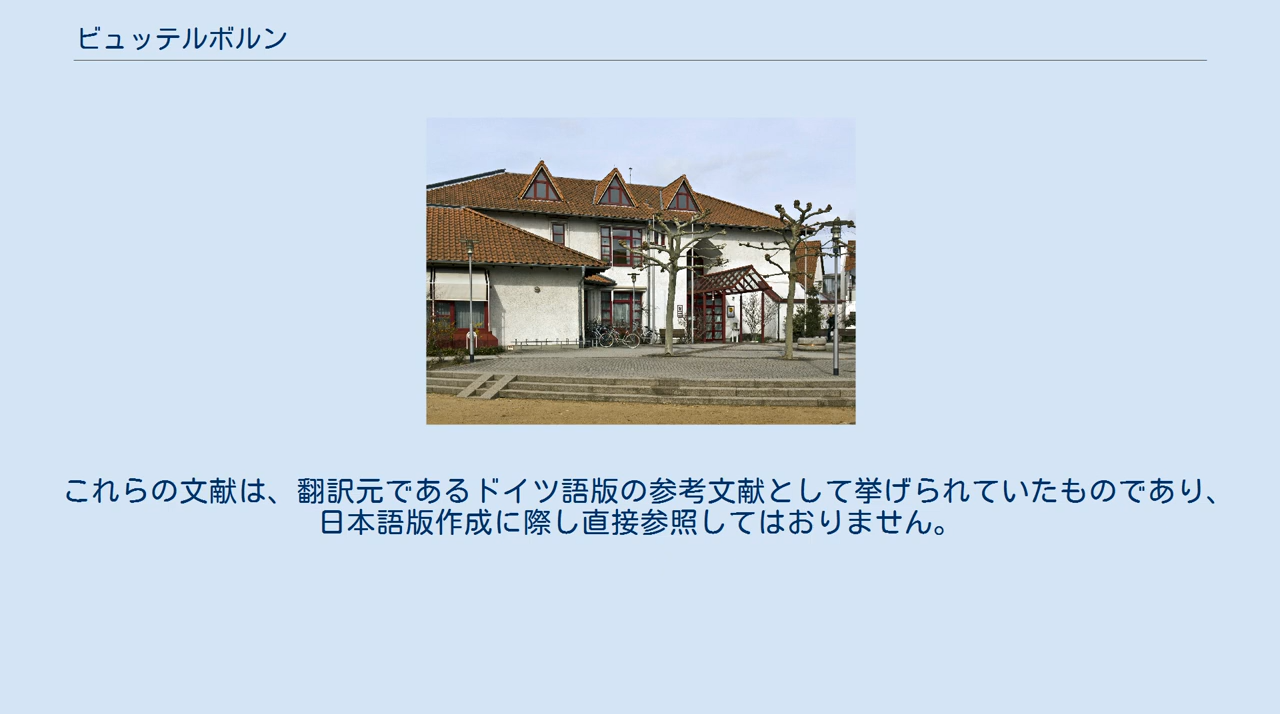 ビュッテルボルン
これらの文献は、翻訳元であるドイツ語版の参考文献として挙げられていたものであり、
日本語版作成に際し直接参照してはおりません。